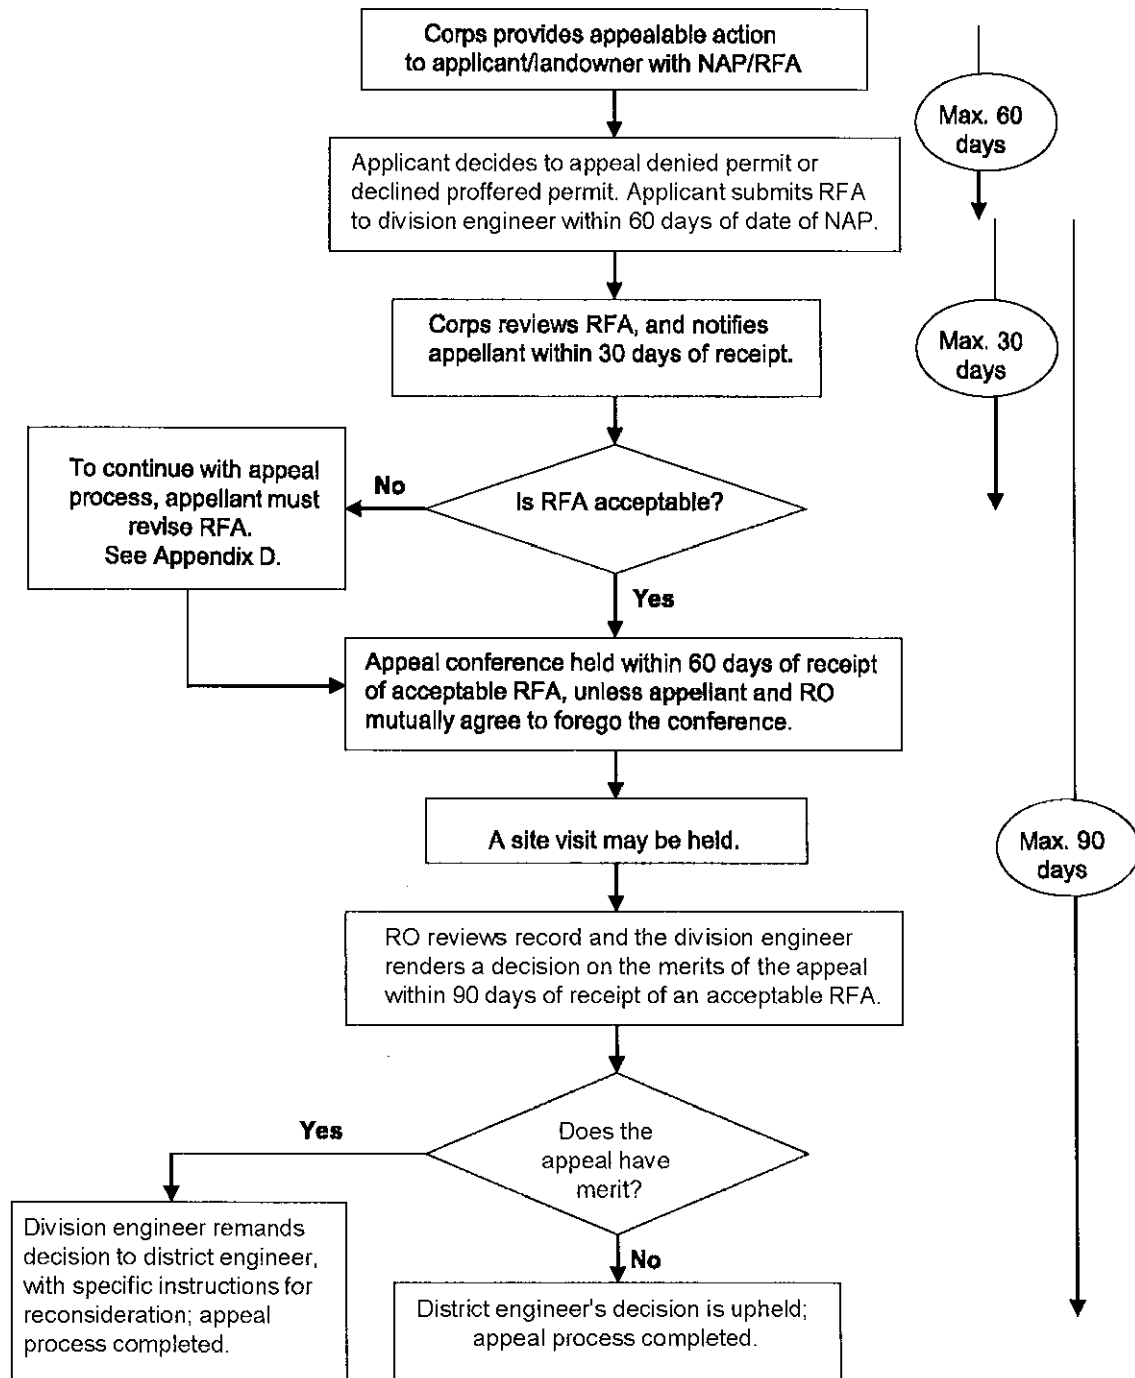 Corps provides appealable action
to applicant/landowner with NAP/RFA
Max. 60
days
Applicant decides to appeal denied permit or
declined proffered permit. Applicant submits RFA
to division engineer within 60 days of date of NAP.
Corps reviews RFA, and notifies
appellant within 30 days of receipt.
Max. 30
days
To continue with appeal
process, appellant must
revise RFA.
See Appendix D.
No
Is RFA acceptable?
Yes
Appeal conference held within 60 days of receipt
of acceptable RFA, unless appellant and RO
mutually agree to forego the conference.
A site visit may be held.
Max. 90
days
RO reviews record and the division engineer
renders a decision on the merits of the appeal
within 90 days of receipt of an acceptable RFA.
Yes
Does the
appeal have
merit?
No
Division engineer remands
decision to district engineer,
with specific instructions for
reconsideration; appeal
process completed.
District engineer's decision is upheld;
appeal process completed.